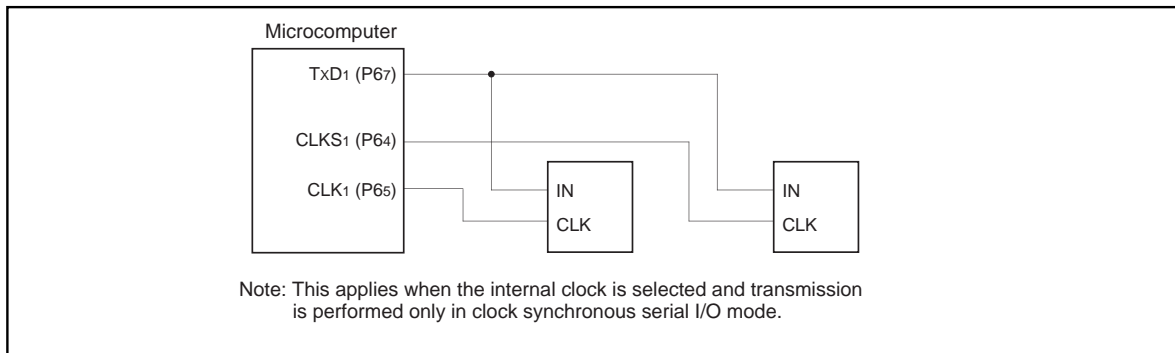 Microcomputer
TxD1 (P67)
CLKS1 (P64)
CLK1 (P65)
IN
CLK
IN
CLK
Note: This applies when the internal clock is selected and transmission
is performed only in clock synchronous serial I/O mode.